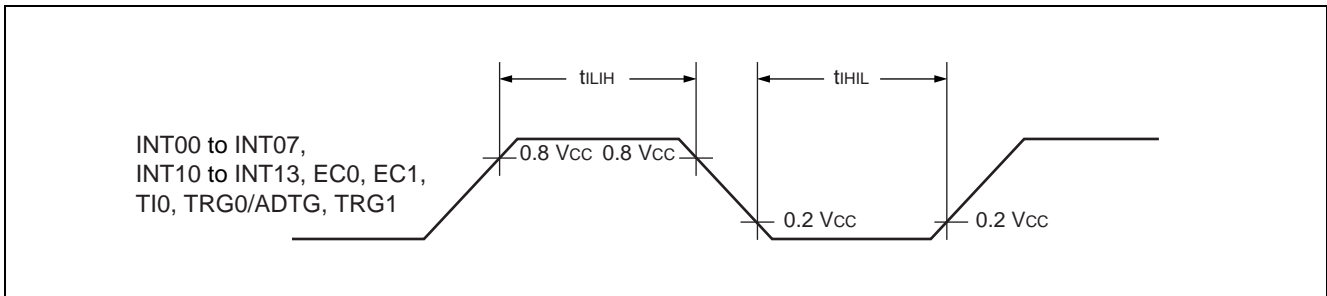 tILIH
tIHIL
INT00 to INT07,
INT10 to INT13, EC0, EC1,
TI0, TRG0/ADTG, TRG1
0.8 VCC 0.8 VCC
0.2 VCC
0.2 VCC